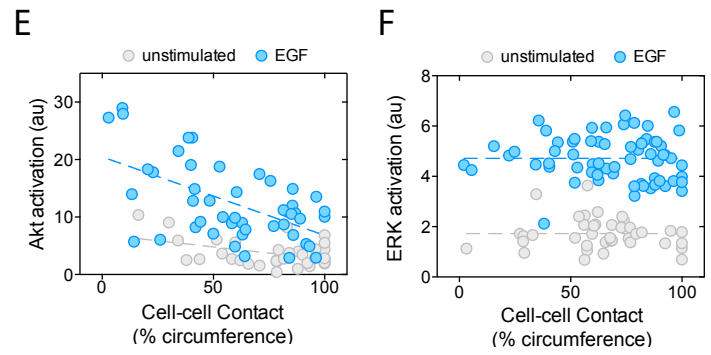 E
unstimulated EGF
Akt activation (au)
30
20
10
0
0 50 100
Cell-cell Contact
(% circumference)
F
unstimulated EGF
ERK activation (au)
8
6
4
2
0
0 50 100
Cell-cell Contact
(% circumference)